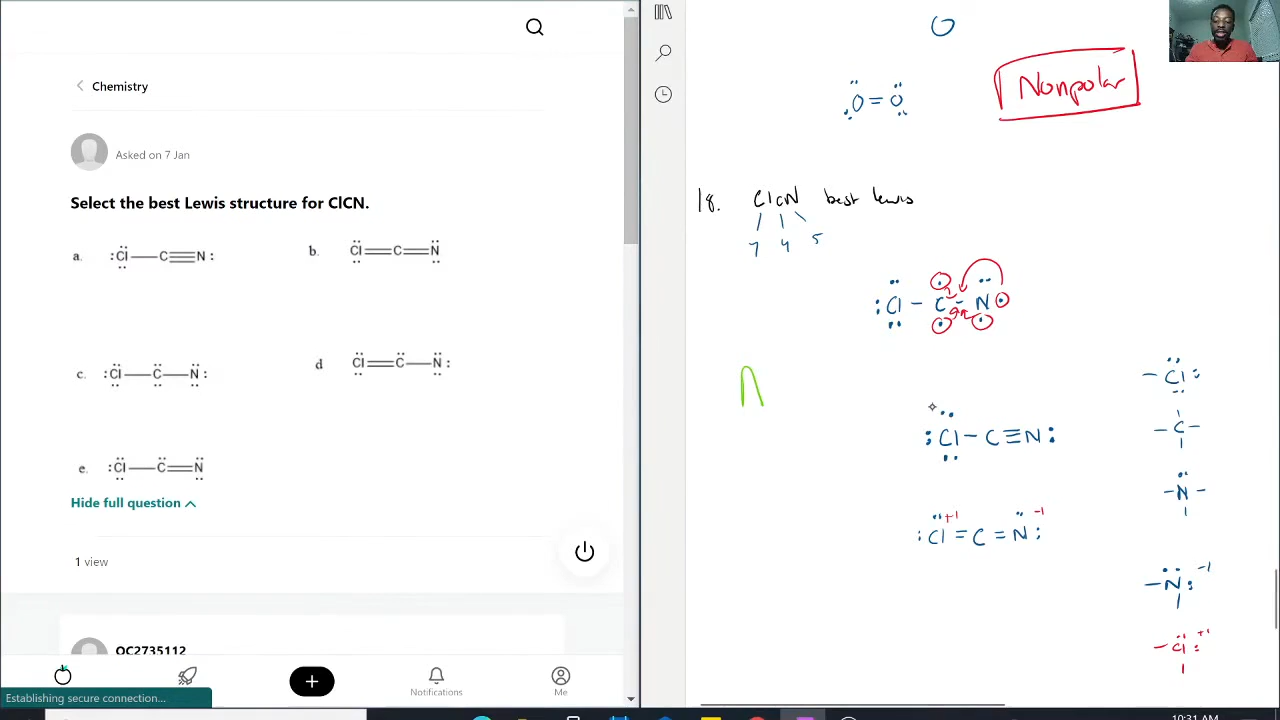 Chemistry
Asked on 7 Jan
Select the best Lewis structure for ClCN.
a. :Cl—C≡N:
b. Cl=C=N
c. :Cl—C—N:
d Cl=C—N:
e. :Cl—C=N
Hide full question
1 view
OC2735112
Notifications
Me
Establishing secure connection...
O
O=O
Nonpolar
18. ClCN best lewis
7 4 5
:Cl-C-N
-Cl:
-C-
:Cl-C≡N:
-N-
:Cl+1=C=N:-1
-N: -1
-Cl: +1
10:31 AM